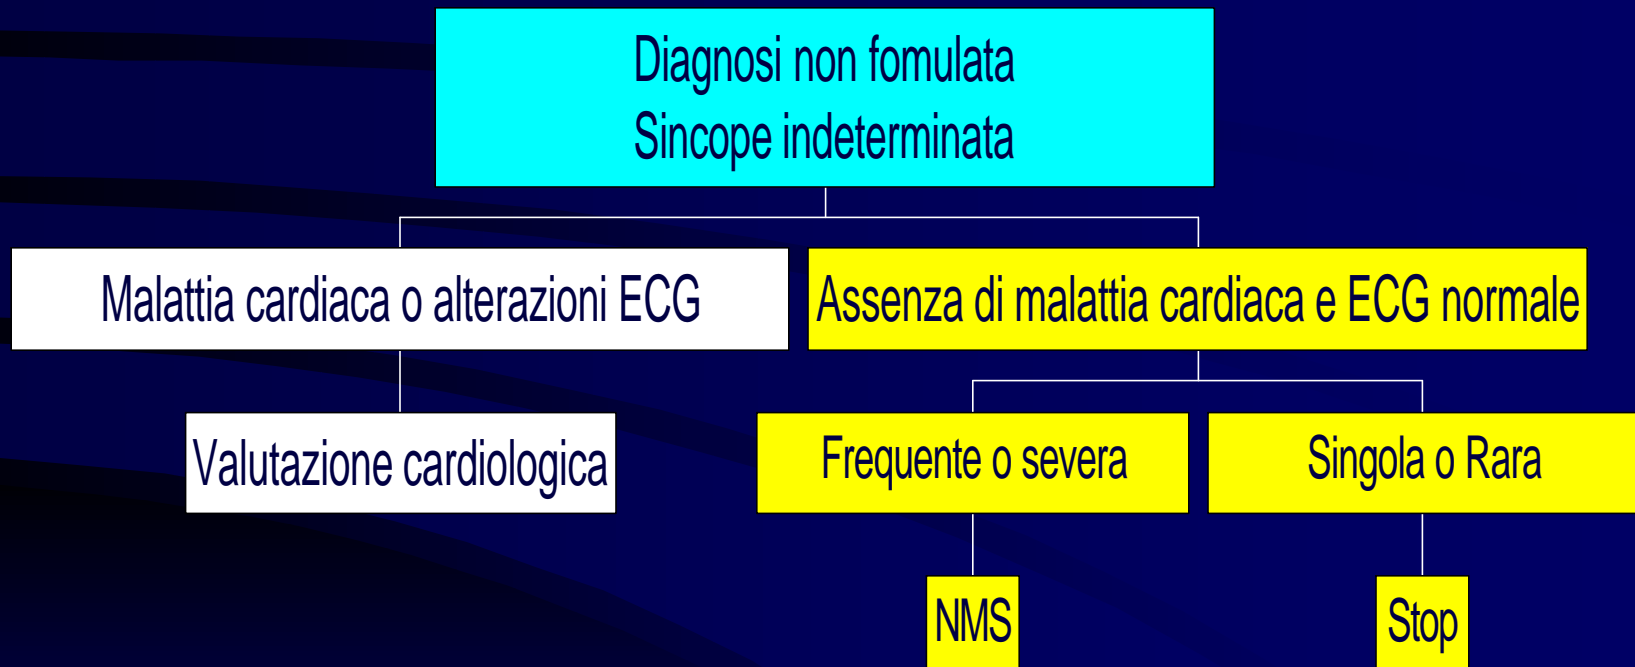 Diagnosi non fomulata
Sincope indeterminata
Malattia cardiaca o alterazioni ECG
Assenza di malattia cardiaca e ECG normale
Valutazione cardiologica
Frequente o severa
Singola o Rara
NMS
Stop